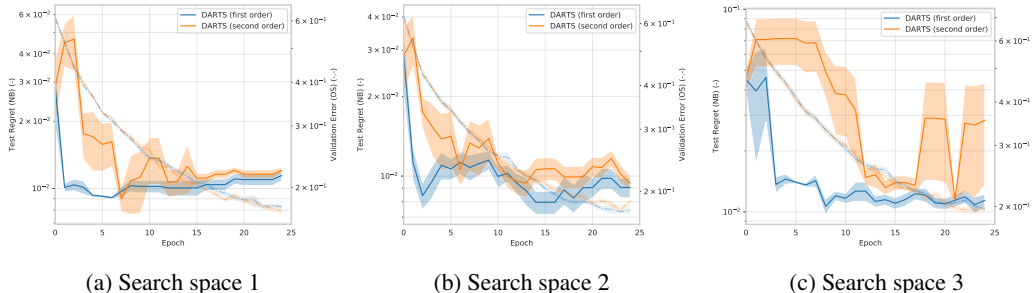 DARTS (first order)
DARTS (second order)
6 × 10⁻²
4 × 10⁻²
3 × 10⁻²
2 × 10⁻²
10⁻²
6 × 10⁻¹
5 × 10⁻¹
4 × 10⁻¹
3 × 10⁻¹
2 × 10⁻¹
Test Regret (NB) (-)
Validation Error (OS) (-.-)
0 5 10 15 20 25
Epoch
(a) Search space 1
DARTS (first order)
DARTS (second order)
4 × 10⁻²
3 × 10⁻²
2 × 10⁻²
10⁻²
6 × 10⁻¹
4 × 10⁻¹
3 × 10⁻¹
2 × 10⁻¹
Test Regret (NB) (-)
Validation Error (OS) (-.-)
0 5 10 15 20 25
Epoch
(b) Search space 2
DARTS (first order)
DARTS (second order)
10⁻¹
10⁻²
6 × 10⁻¹
4 × 10⁻¹
3 × 10⁻¹
2 × 10⁻¹
Test Regret (NB) (-)
Validation Error (OS) (-.-)
0 5 10 15 20 25
Epoch
(c) Search space 3